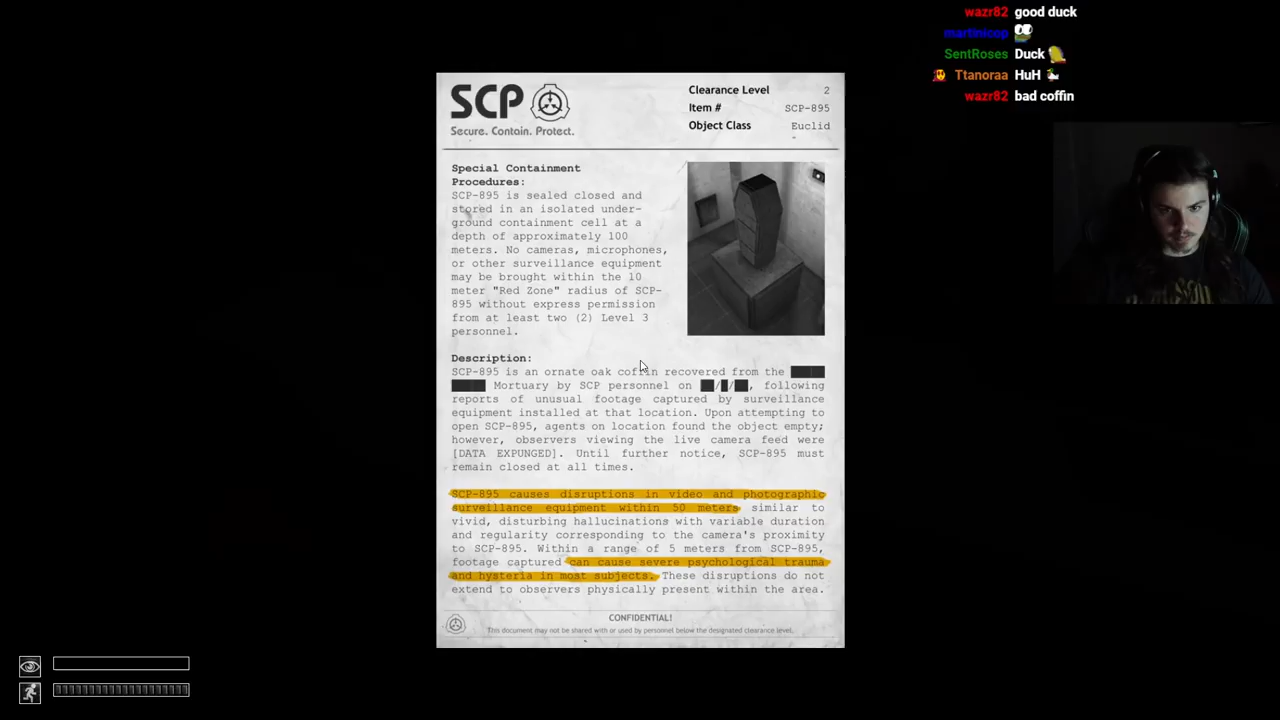 wazr82 good duck
martinicop
SentRoses Duck
Ttanoraa HuH
wazr82 bad coffin
SCP
Secure. Contain. Protect.
Clearance Level 2
Item # SCP-895
Object Class Euclid
Special Containment
Procedures:
SCP-895 is sealed closed and
stored in an isolated under-
ground containment cell at a
depth of approximately 100
meters. No cameras, microphones,
or other surveillance equipment
may be brought within the 10
meter "Red Zone" radius of SCP-
895 without express permission
from at least two (2) Level 3
personnel.
Description:
SCP-895 is an ornate oak coffin recovered from the
Mortuary by SCP personnel on / / , following
reports of unusual footage captured by surveillance
equipment installed at that location. Upon attempting to
open SCP-895, agents on location found the object empty;
however, observers viewing the live camera feed were
[DATA EXPUNGED]. Until further notice, SCP-895 must
remain closed at all times.
SCP-895 causes disruptions in video and photographic
surveillance equipment within 50 meters similar to
vivid, disturbing hallucinations with variable duration
and regularity corresponding to the camera's proximity
to SCP-895. Within a range of 5 meters from SCP-895,
footage captured can cause severe psychological trauma
and hysteria in most subjects. These disruptions do not
extend to observers physically present within the area.
CONFIDENTIAL!
This document may not be shared with or used by personnel below the designated clearance level.